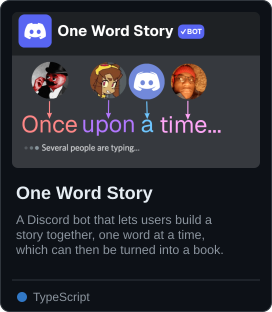 One Word Story ✓BOT
Once upon a time...
Several people are typing...
One Word Story
A Discord bot that lets users build a
story together, one word at a time,
which can then be turned into a book.
TypeScript